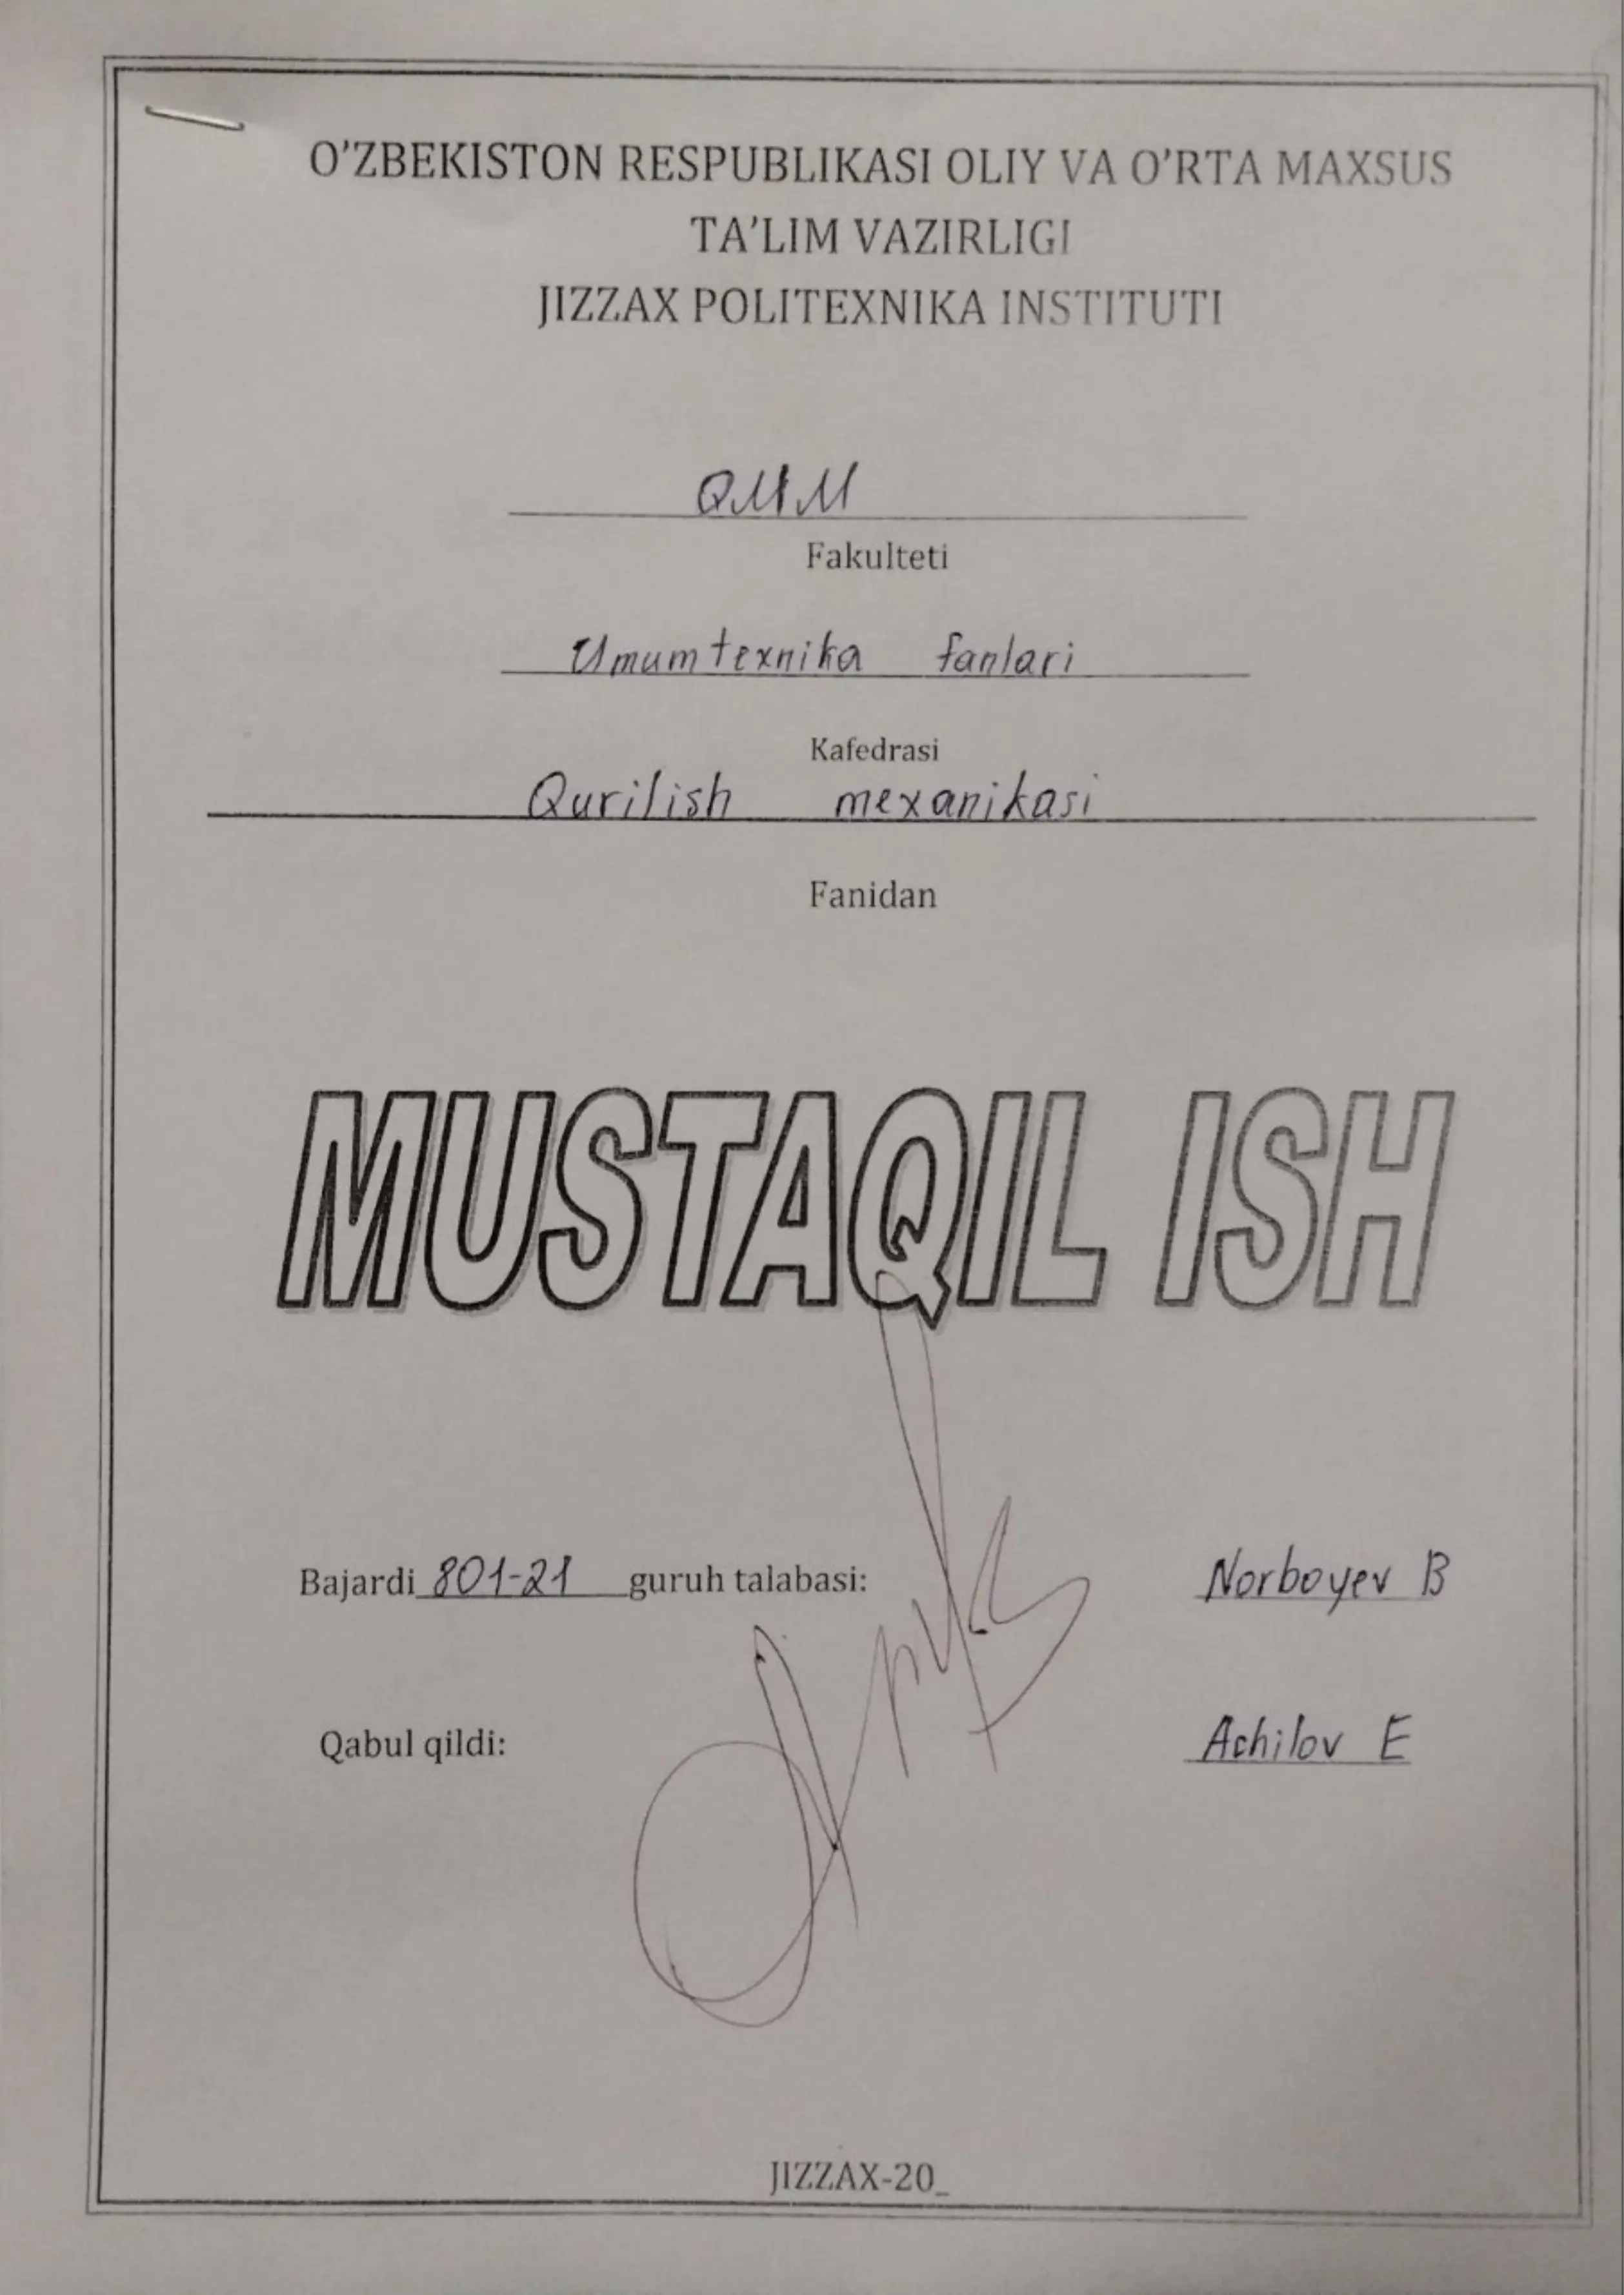 O'ZBEKISTON RESPUBLIKASI OLIY VA O'RTA MAXSUS
TA'LIM VAZIRLIGI
JIZZAX POLITEXNIKA INSTITUTI
QMM
Fakulteti
Umumtexnika fanlari
Kafedrasi
Qurilish mexanikasi
Fanidan
MUSTAQIL ISH
Bajardi 801-21 guruh talabasi: Norboyev B
Qabul qildi: Achilov E
JIZZAX-20_